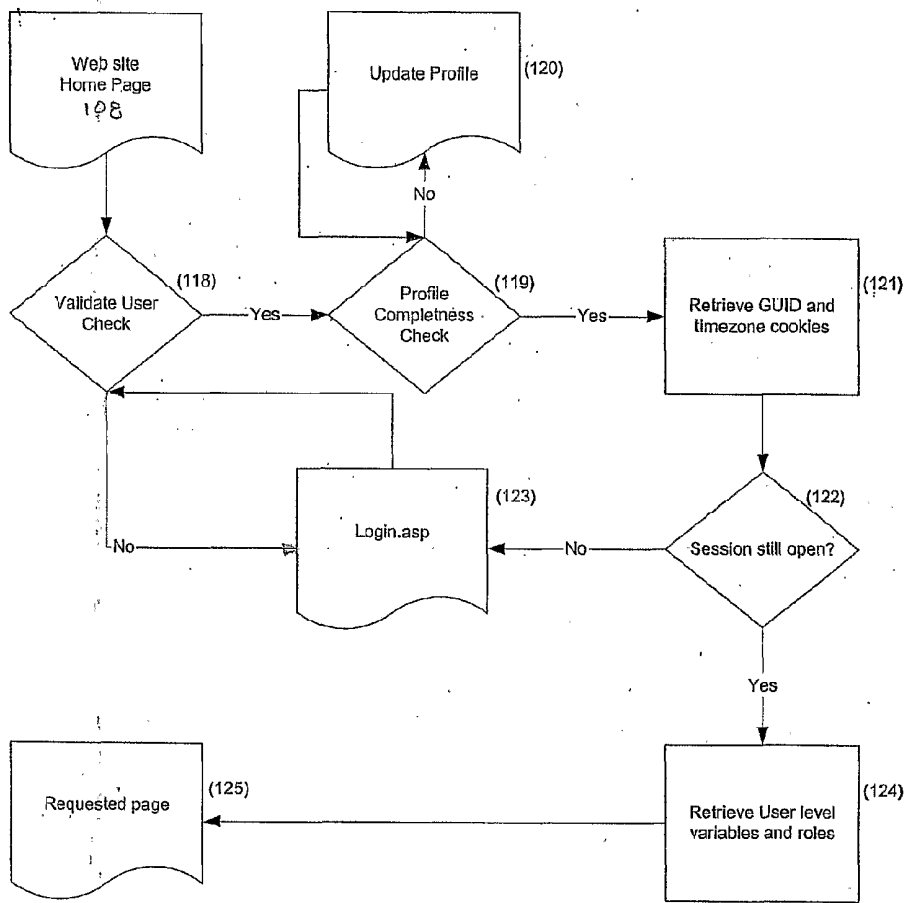 Web site
Home Page
108
Update Profile
(120)
No
Validate User
Check
(118)
Yes
Profile
Completness
Check
(119)
Yes
Retrieve GUID and
timezone cookies
(121)
Login.asp
(123)
No
No
Session still open?
(122)
Yes
Requested page
(125)
Retrieve User level
variables and roles
(124)